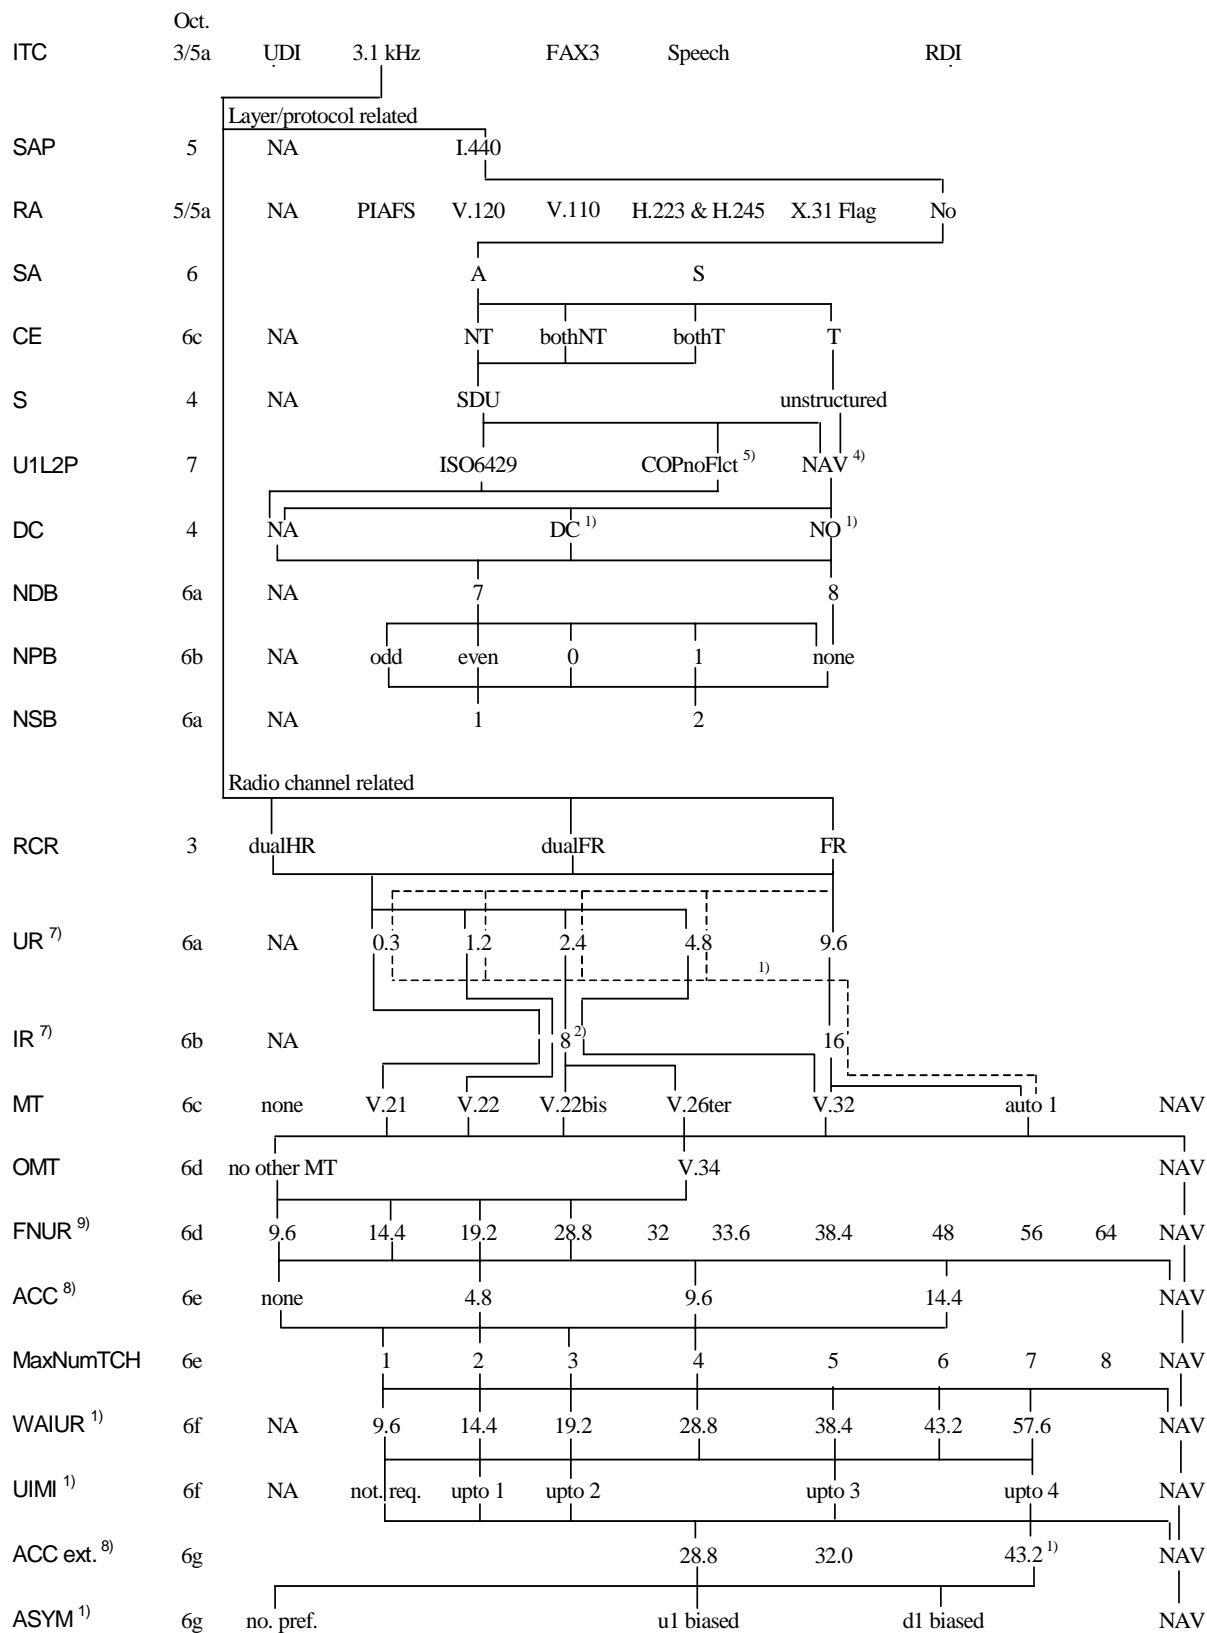 Oct.
ITC 3/5a UDI 3.1 kHz FAX3 Speech RDI
Layer/protocol related
SAP 5 NA I.440
RA 5/5a NA PIAFS V.120 V.110 H.223 & H.245 X.31 Flag No
SA 6 A S
CE 6c NA NT bothNT bothT T
S 4 NA SDU unstructured
U1L2P 7 ISO6429 COPnoFlct 5) NAV 4)
DC 4 NA DC 1) NO 1)
NDB 6a NA 7 8
NPB 6b NA odd even 0 1 none
NSB 6a NA 1 2
Radio channel related
RCR 3 dualHR dualFR FR
UR 7) 6a NA 0.3 1.2 2.4 4.8 9.6
1)
IR 7) 6b NA 8 2) 16
MT 6c none V.21 V.22 V.22bis V.26ter V.32 auto 1 NAV
OMT 6d no other MT V.34 NAV
FNUR 9) 6d 9.6 14.4 19.2 28.8 32 33.6 38.4 48 56 64 NAV
ACC 8) 6e none 4.8 9.6 14.4 NAV
MaxNumTCH 6e 1 2 3 4 5 6 7 8 NAV
WAIUR 1) 6f NA 9.6 14.4 19.2 28.8 38.4 43.2 57.6 NAV
UIMI 1) 6f NA not. req. upto 1 upto 2 upto 3 upto 4 NAV
ACC ext. 8) 6g 28.8 32.0 43.2 1) NAV
ASYM 1) 6g no. pref. u1 biased d1 biased NAV